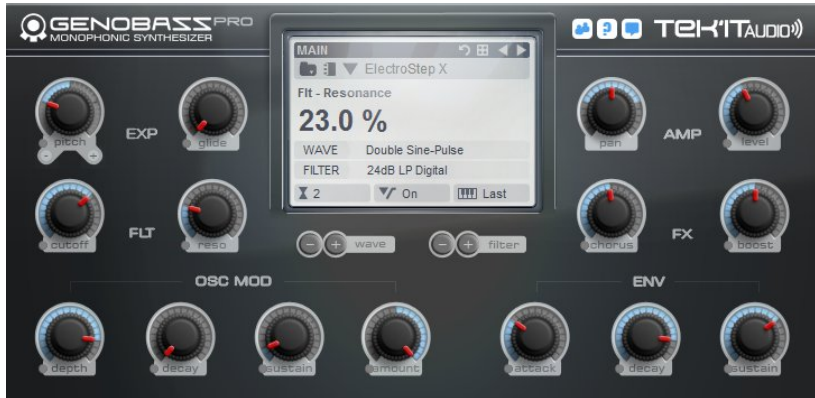 GENOBASS PRO
MONOPHONIC SYNTHESIZER
TEK'IT AUDIO
MAIN
ElectroStep X
Flt - Resonance
23.0 %
WAVE Double Sine-Pulse
FILTER 24dB LP Digital
2 On Last
pitch EXP glide
pan AMP level
cutoff FLT reso
- + wave - + filter
chorus FX boost
OSC MOD
ENV
depth decay sustain amount
attack decay sustain